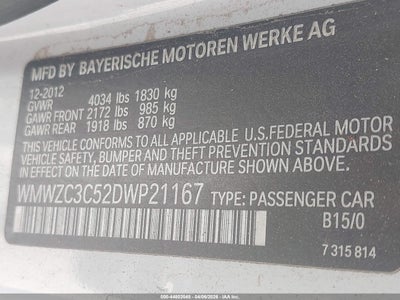 MFD BY BAYERISCHE MOTOREN WERKE AG
12-2012
GVWR 4034 lbs 1830 kg
GAWR FRONT 2172 lbs 985 kg
GAWR REAR 1918 lbs 870 kg
THIS VEHICLE CONFORMS TO ALL APPLICABLE U.S.FEDERAL MOTOR
VEHICLE SAFETY, BUMPER AND THEFT PREVENTION STANDARDS
IN EFFECT ON THE DATE OF MANUFACTURE SHOWN ABOVE.
WMWZC3C52DWP21167 TYPE: PASSENGER CAR
B15/0
7 315 814